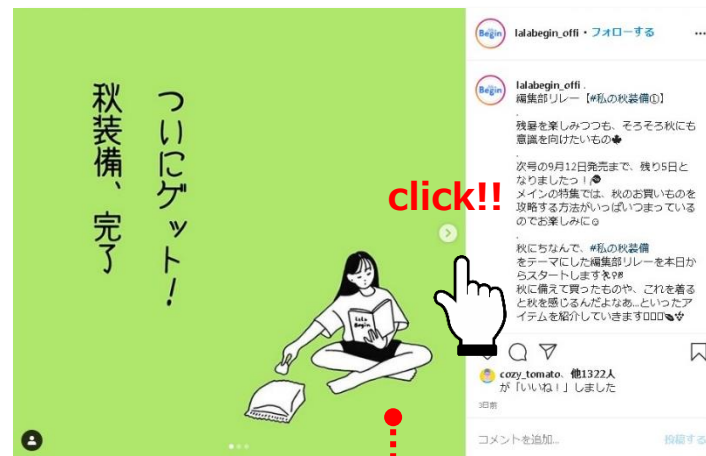 ついにゲット!
秋装備、完了
LaLa
Begin
click!!
Begin
lalabegin_offi・フォローする
Begin
lalabegin_offi .
編集部リレー【#私の秋装備①】
.
残暑を楽しみつつも、そろそろ秋にも
意識を向けたいもの
.
次号の9月12日発売まで、残り5日と
なりましたっ!
メインの特集では、秋のお買いものを
攻略する方法がいっぱいつまっている
のでお楽しみに
.
秋にちなんで、#私の秋装備
をテーマにした編集部リレーを本日か
らスタートします
秋に備えて買ったものや、これを着る
と秋を感じるんだよなあ…といったア
イテムを紹介していきます
cozy_tomato、他1322人
が「いいね!」しました
3日前
コメントを追加...
投稿する